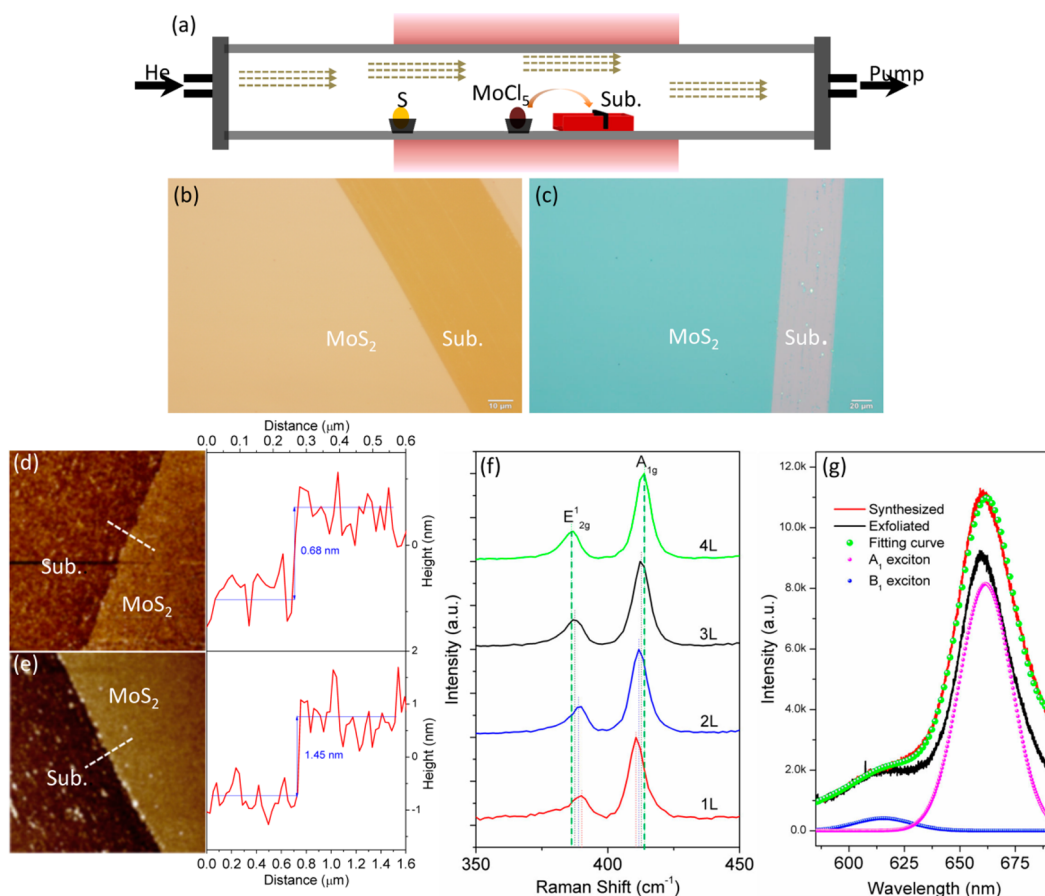 (a)
He
S
MoCl₅
Sub.
Pump
(b)
MoS₂
Sub.
10 μm
(c)
MoS₂
Sub.
20 μm
(d)
Sub.
MoS₂
Distance (μm)
0.0 0.1 0.2 0.3 0.4 0.5 0.6
0.68 nm
0
Height (nm)
(e)
MoS₂
Sub.
1.45 nm
2
1
0
-1
Height (nm)
0.0 0.2 0.4 0.6 0.8 1.0 1.2 1.4 1.6
Distance (μm)
(f)
E¹₂g
A₁g
4L
3L
2L
1L
Intensity (a.u.)
350 400 450
Raman Shift (cm⁻¹)
(g)
Synthesized
Exfoliated
Fitting curve
A₁ exciton
B₁ exciton
Intensity (a.u.)
12.0k
10.0k
8.0k
6.0k
4.0k
2.0k
0.0
600 625 650 675
Wavelength (nm)